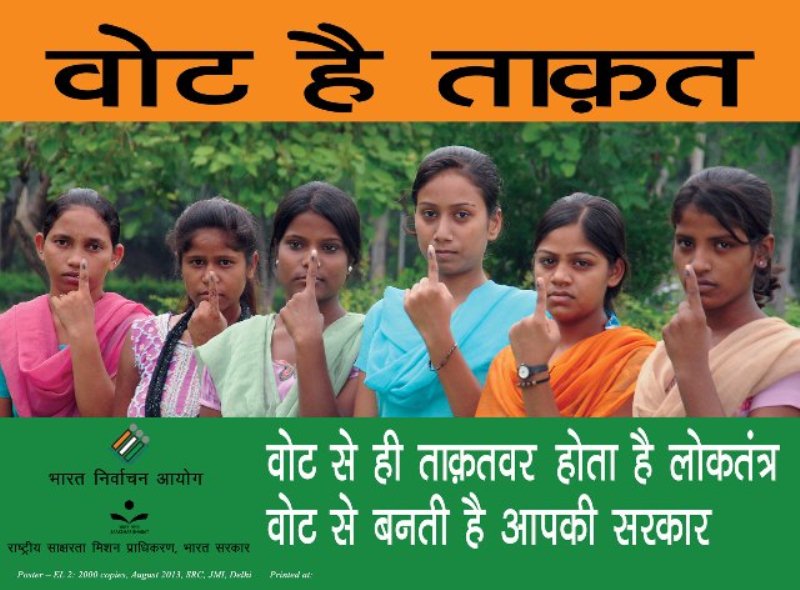 वोट है ताक़त
वोट से ही ताक़तवर होता है लोकतंत्र
वोट से बनती है आपकी सरकार
भारत निर्वाचन आयोग
राष्ट्रीय साक्षरता मिशन प्राधिकरण, भारत सरकार
Poster – EL 2: 2000 copies, August 2013, SRC, JMI, Delhi Printed at: